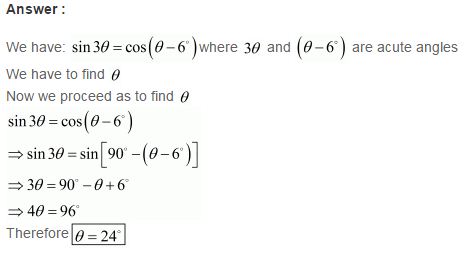 Answer :
We have: sin 3θ = cos(θ − 6°) where 3θ and (θ − 6°) are acute angles
We have to find θ
Now we proceed as to find θ
sin 3θ = cos(θ − 6°)
⇒ sin 3θ = sin[90° − (θ − 6°)]
⇒ 3θ = 90° − θ + 6°
⇒ 4θ = 96°
Therefore θ = 24°